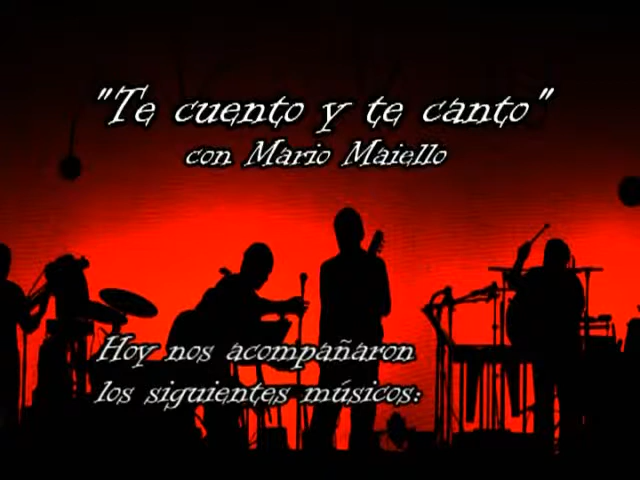 "Te cuento y te canto"
con Mario Maiello
Hoy nos acompañaron
los siguientes músicos: